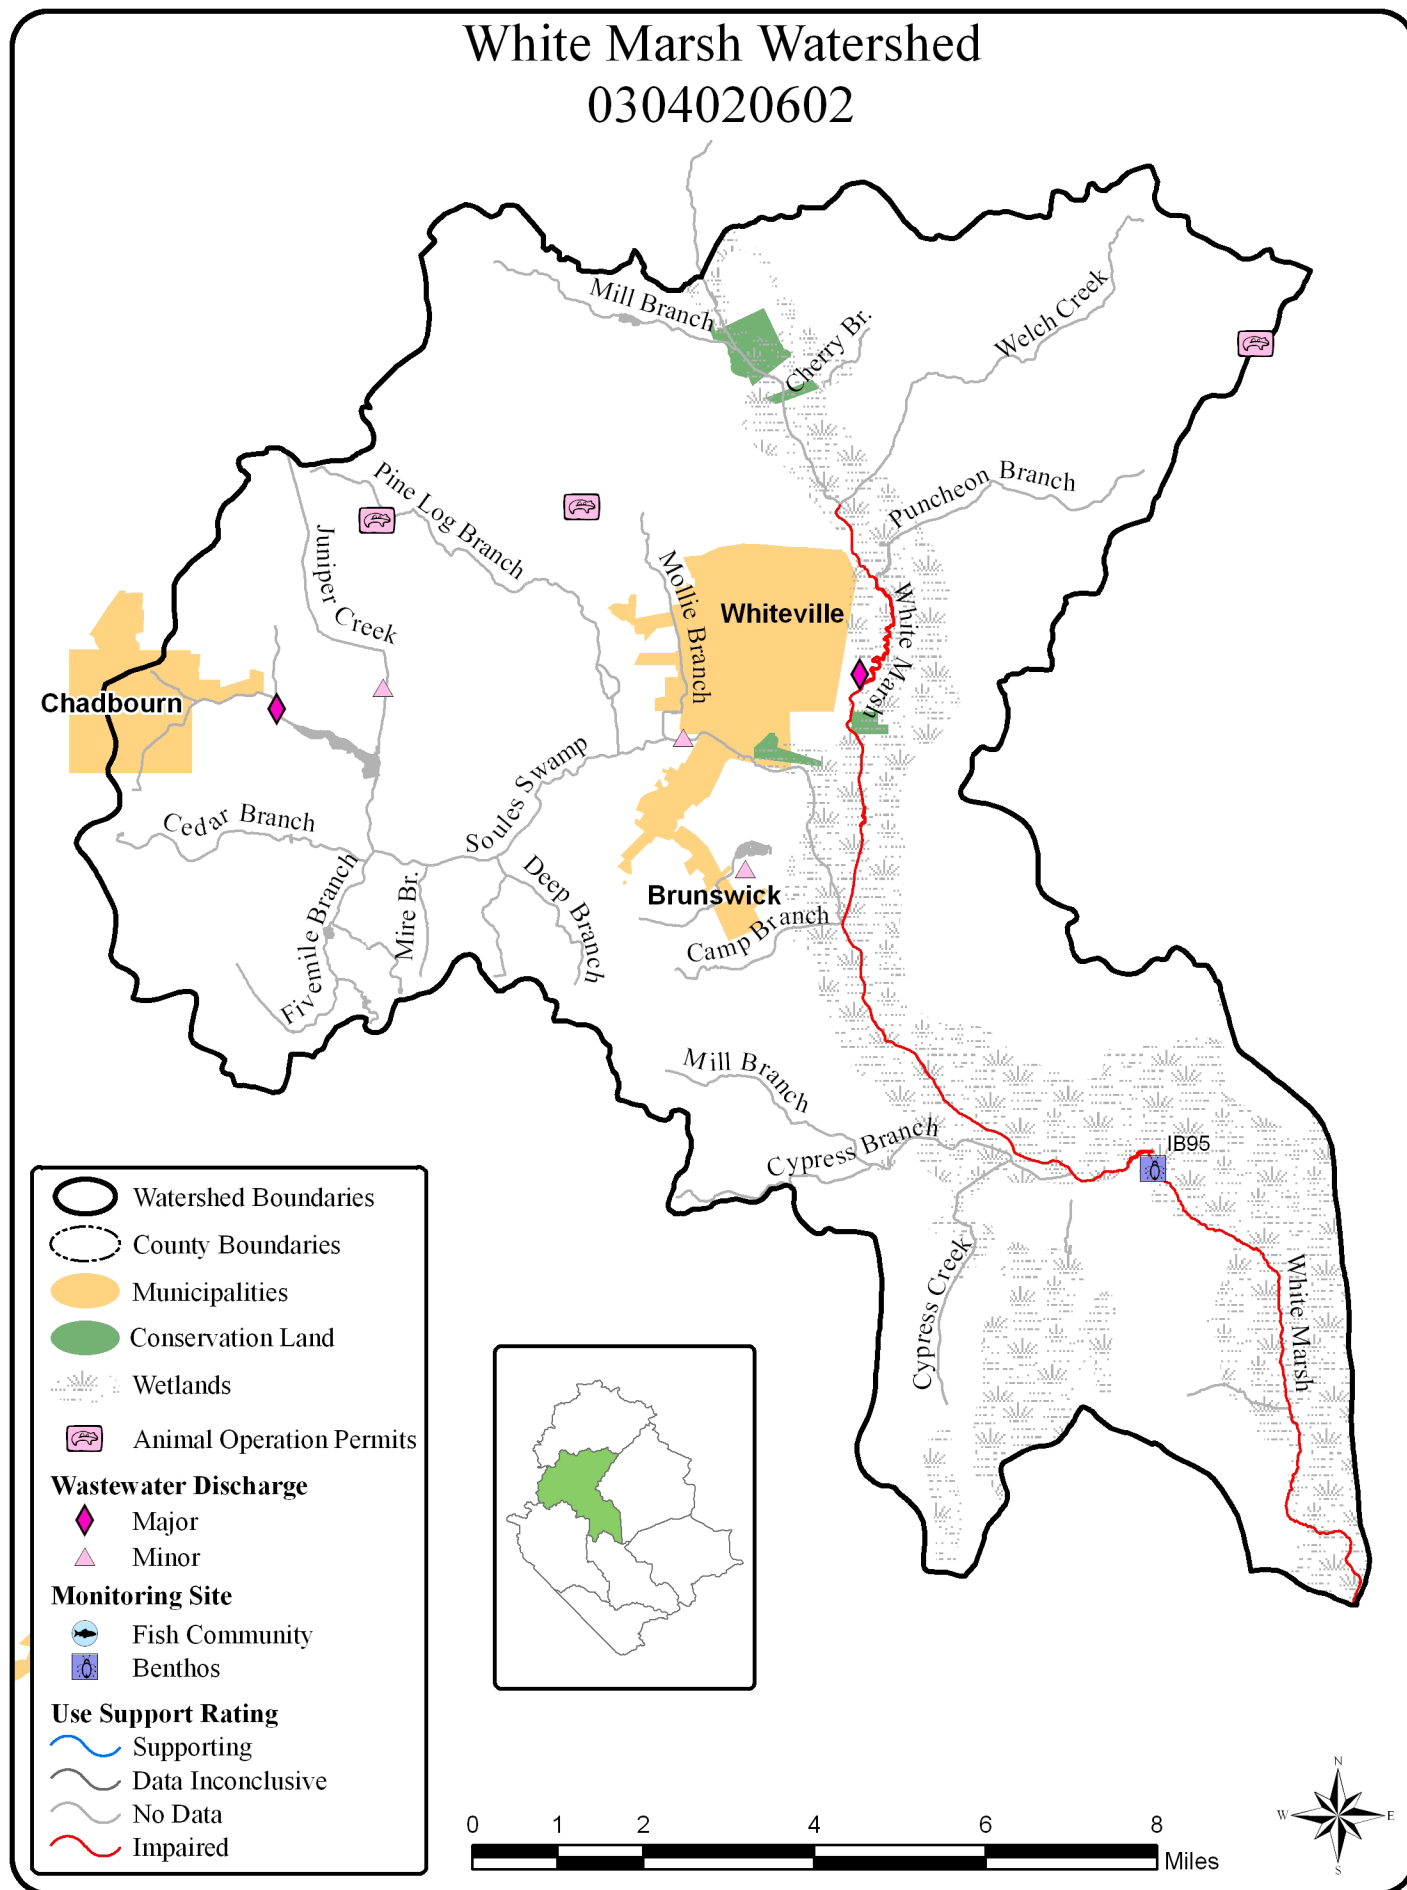 White Marsh Watershed
0304020602
Mill Branch
Cherry Br.
Welch Creek
Pine Log Branch
Puncheon Branch
Juniper Creek
Mollie Branch
Whiteville
White Marsh
Chadbourn
Soules Swamp
Cedar Branch
Fivemile Branch
Mire Br.
Deep Branch
Brunswick
Camp Branch
Mill Branch
Cypress Branch
IB95
Cypress Creek
White Marsh
Watershed Boundaries
County Boundaries
Municipalities
Conservation Land
Wetlands
Animal Operation Permits
Wastewater Discharge
Major
Minor
Monitoring Site
Fish Community
Benthos
Use Support Rating
Supporting
Data Inconclusive
No Data
Impaired
0 1 2 4 6 8
Miles
N
W E
S